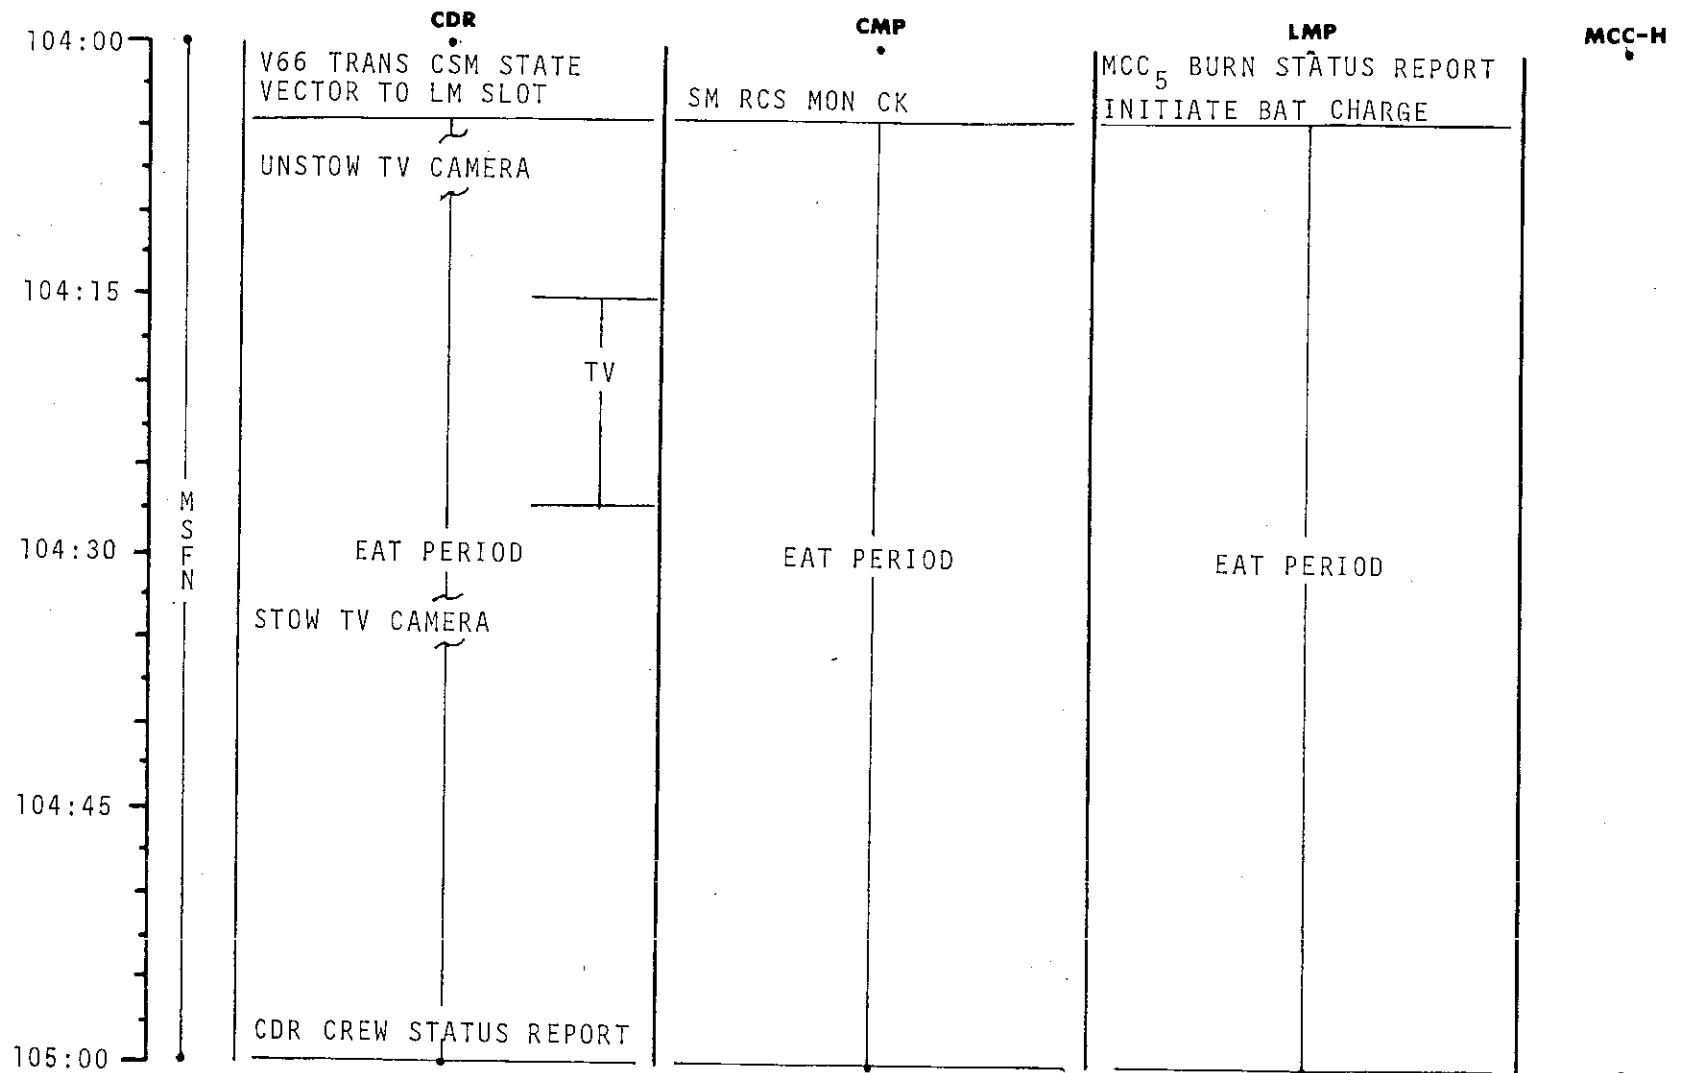 CDR
CMP
LMP
MCC-H
104:00
V66 TRANS CSM STATE
VECTOR TO LM SLOT
SM RCS MON CK
MCC5 BURN STATUS REPORT
INITIATE BAT CHARGE
UNSTOW TV CAMERA
104:15
TV
MSFN
104:30
EAT PERIOD
EAT PERIOD
EAT PERIOD
STOW TV CAMERA
104:45
CDR CREW STATUS REPORT
105:00